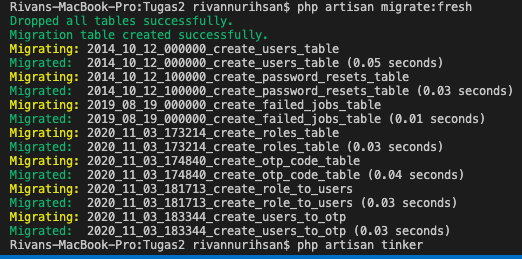 Rivans-MacBook-Pro:Tugas2 rivannurihsan$ php artisan migrate:fresh
Dropped all tables successfully.
Migration table created successfully.
Migrating: 2014_10_12_000000_create_users_table
Migrated:  2014_10_12_000000_create_users_table (0.05 seconds)
Migrating: 2014_10_12_100000_create_password_resets_table
Migrated:  2014_10_12_100000_create_password_resets_table (0.03 seconds)
Migrating: 2019_08_19_000000_create_failed_jobs_table
Migrated:  2019_08_19_000000_create_failed_jobs_table (0.01 seconds)
Migrating: 2020_11_03_173214_create_roles_table
Migrated:  2020_11_03_173214_create_roles_table (0.03 seconds)
Migrating: 2020_11_03_174840_create_otp_code_table
Migrated:  2020_11_03_174840_create_otp_code_table (0.04 seconds)
Migrating: 2020_11_03_181713_create_role_to_users
Migrated:  2020_11_03_181713_create_role_to_users (0.03 seconds)
Migrating: 2020_11_03_183344_create_users_to_otp
Migrated:  2020_11_03_183344_create_users_to_otp (0.03 seconds)
Rivans-MacBook-Pro:Tugas2 rivannurihsan$ php artisan tinker